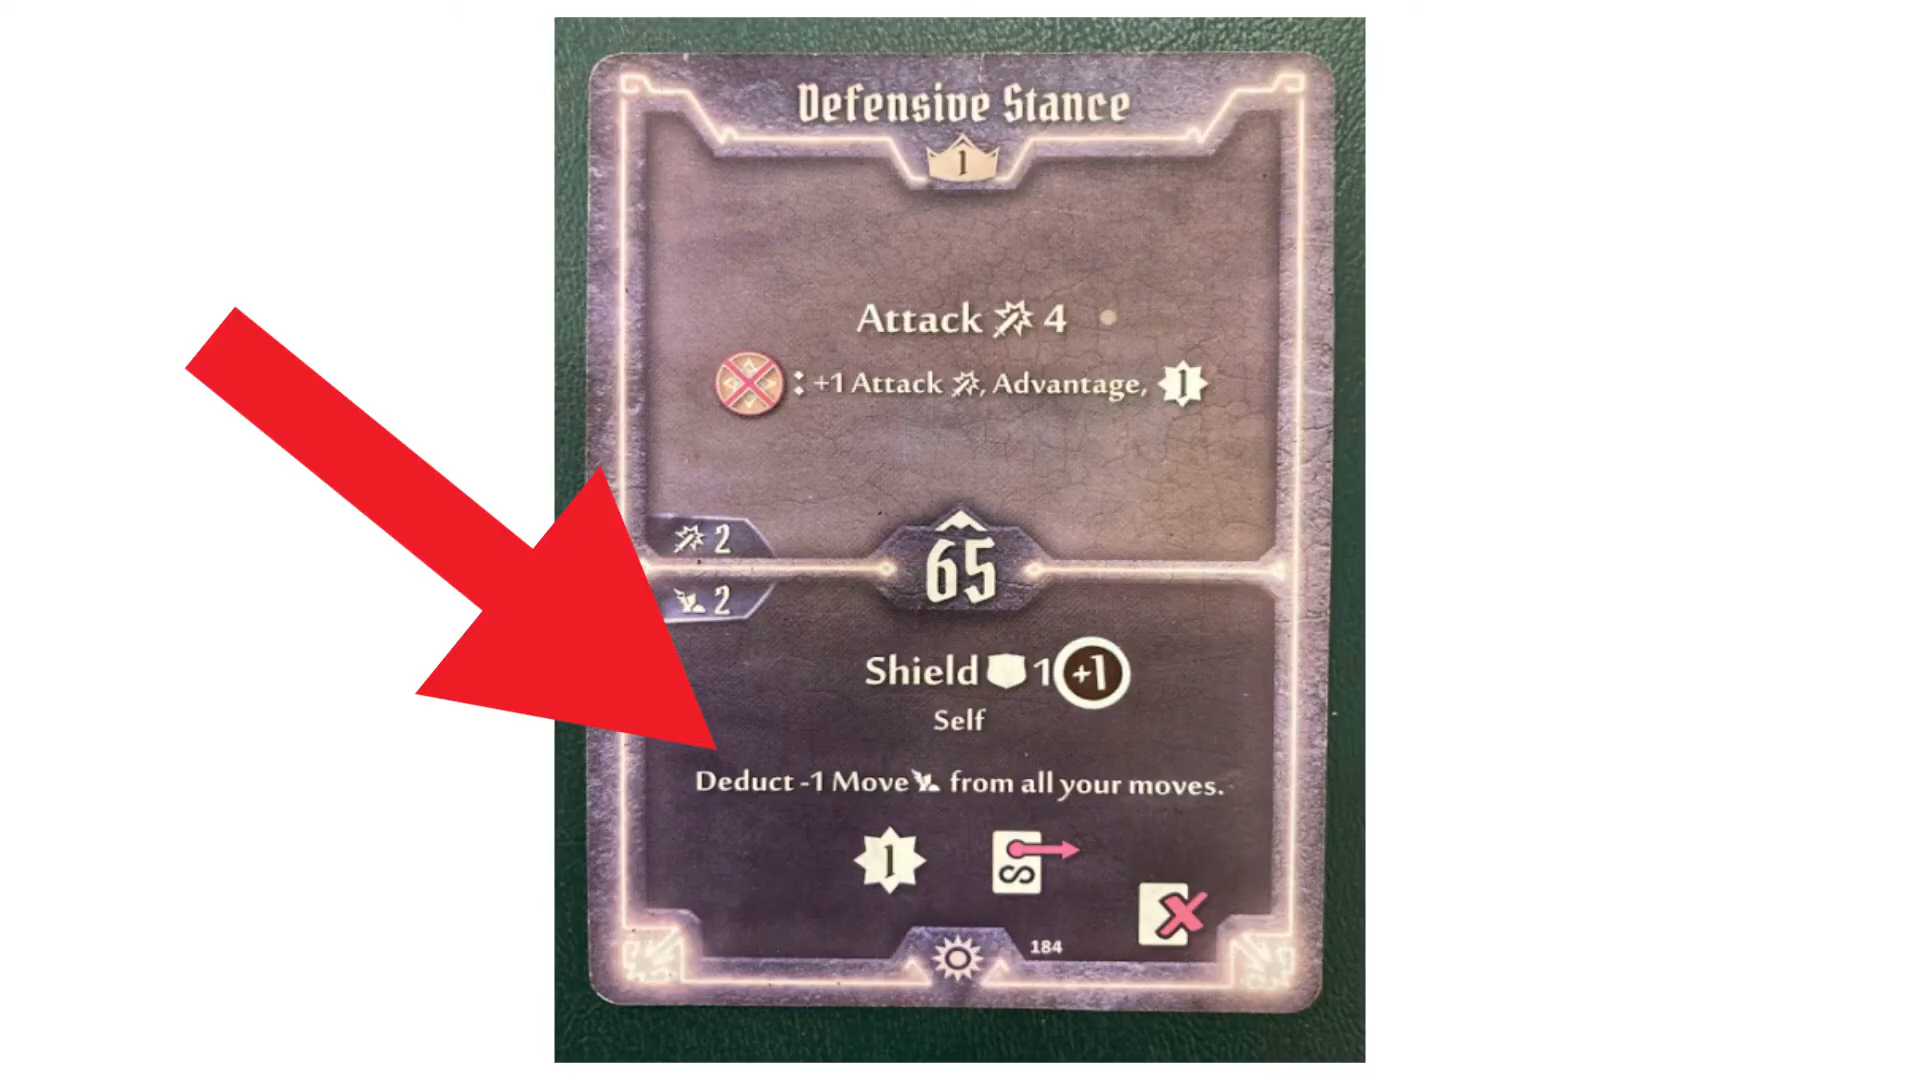 Defensive Stance
1
Attack 4
: +1 Attack , Advantage, 1
2
65
2
Shield 1 +1
Self
Deduct -1 Move from all your moves.
1
184